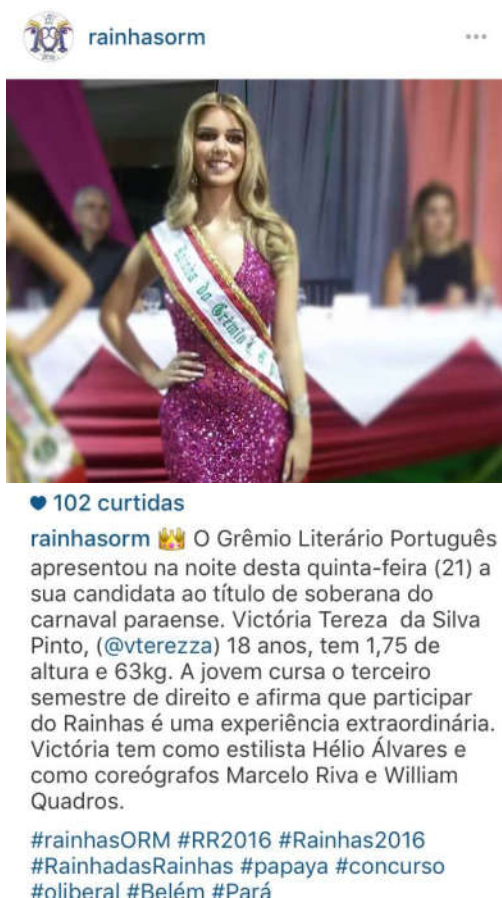 rainhasorm
Rainha do Grêmio
102 curtidas
rainhasorm 👑 O Grêmio Literário Português
apresentou na noite desta quinta-feira (21) a
sua candidata ao título de soberana do
carnaval paraense. Victória Tereza da Silva
Pinto, (@vterezza) 18 anos, tem 1,75 de
altura e 63kg. A jovem cursa o terceiro
semestre de direito e afirma que participar
do Rainhas é uma experiência extraordinária.
Victória tem como estilista Hélio Álvares e
como coreógrafos Marcelo Riva e William
Quadros.
#rainhasORM #RR2016 #Rainhas2016
#RainhadasRainhas #papaya #concurso
#oliberal #Belém #Pará